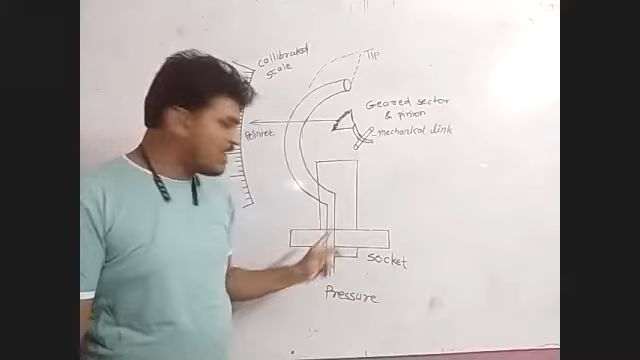 callibrated
scale
Tip
Geared sector
& pinion
mechanical link
Pointer
Socket
Pressure